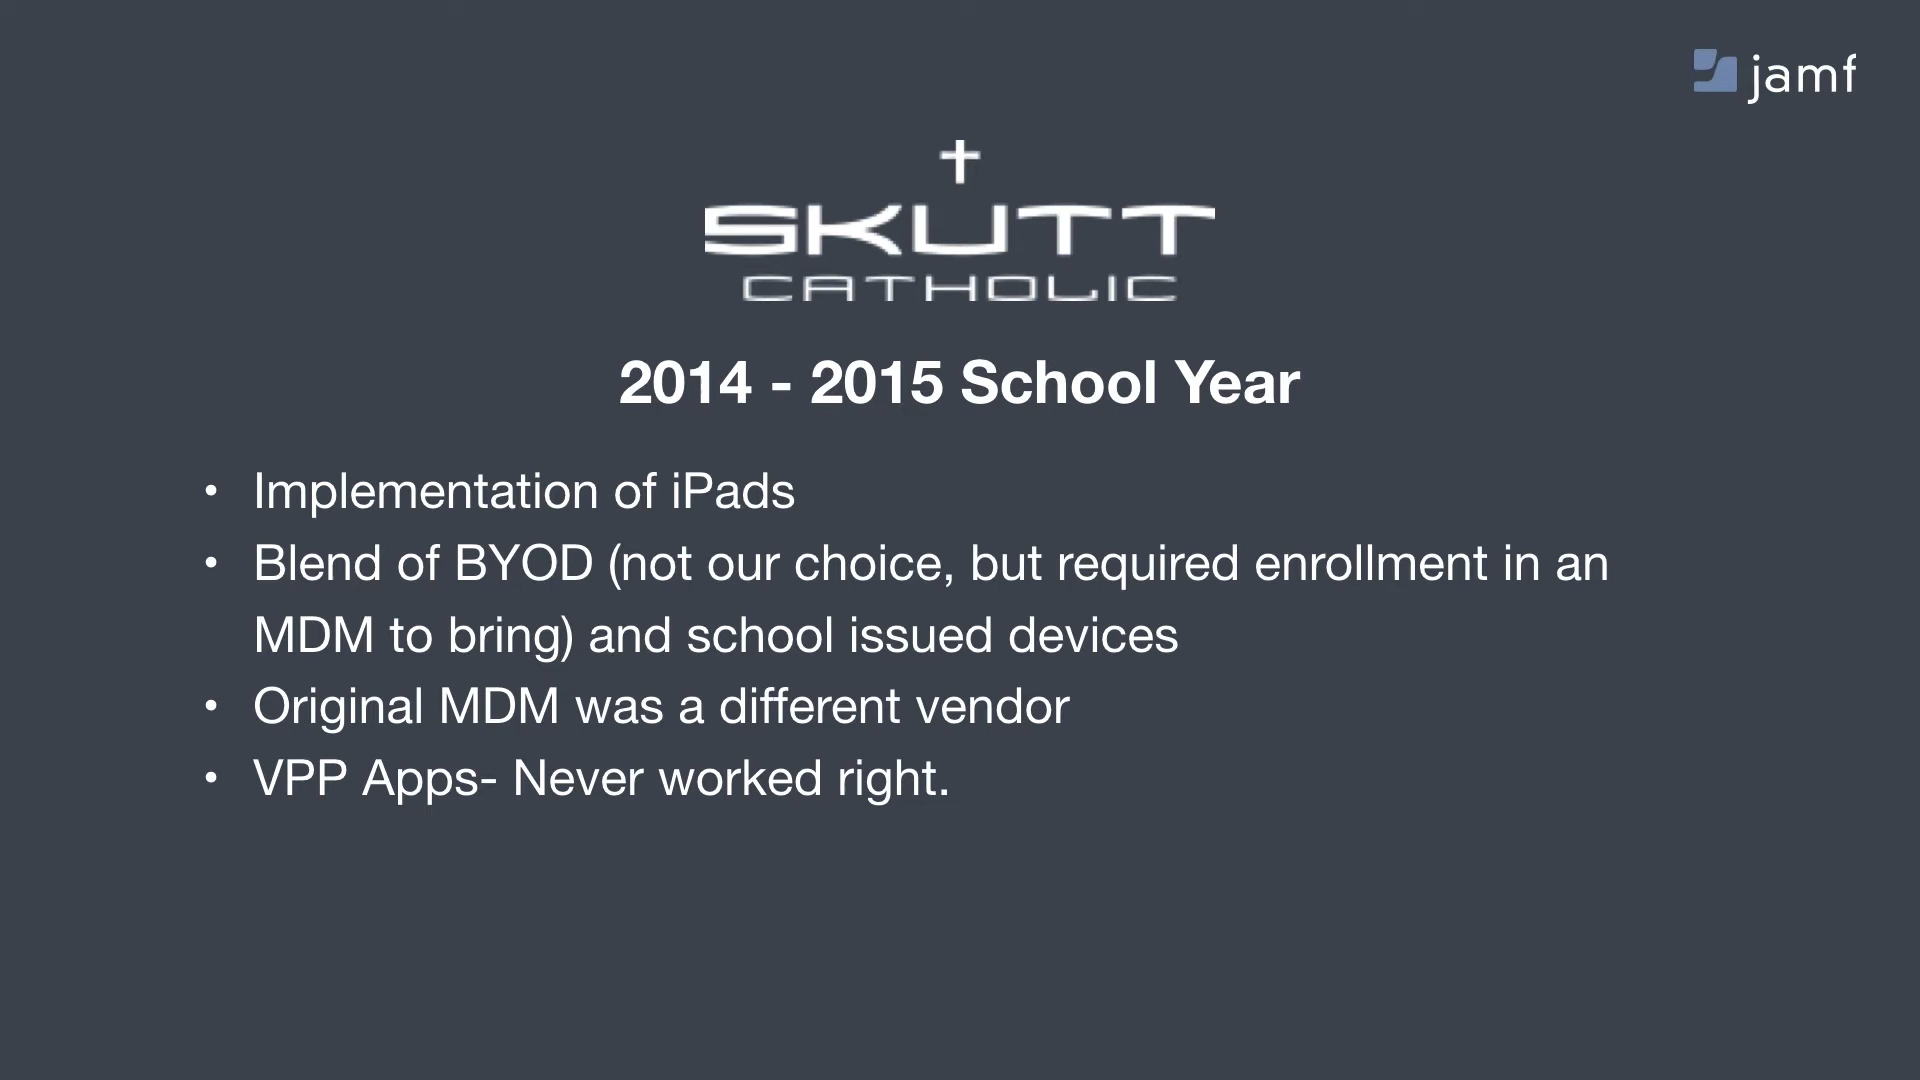 jamf
SKUTT
CATHOLIC
2014 - 2015 School Year
• Implementation of iPads
• Blend of BYOD (not our choice, but required enrollment in an
MDM to bring) and school issued devices
• Original MDM was a different vendor
• VPP Apps- Never worked right.